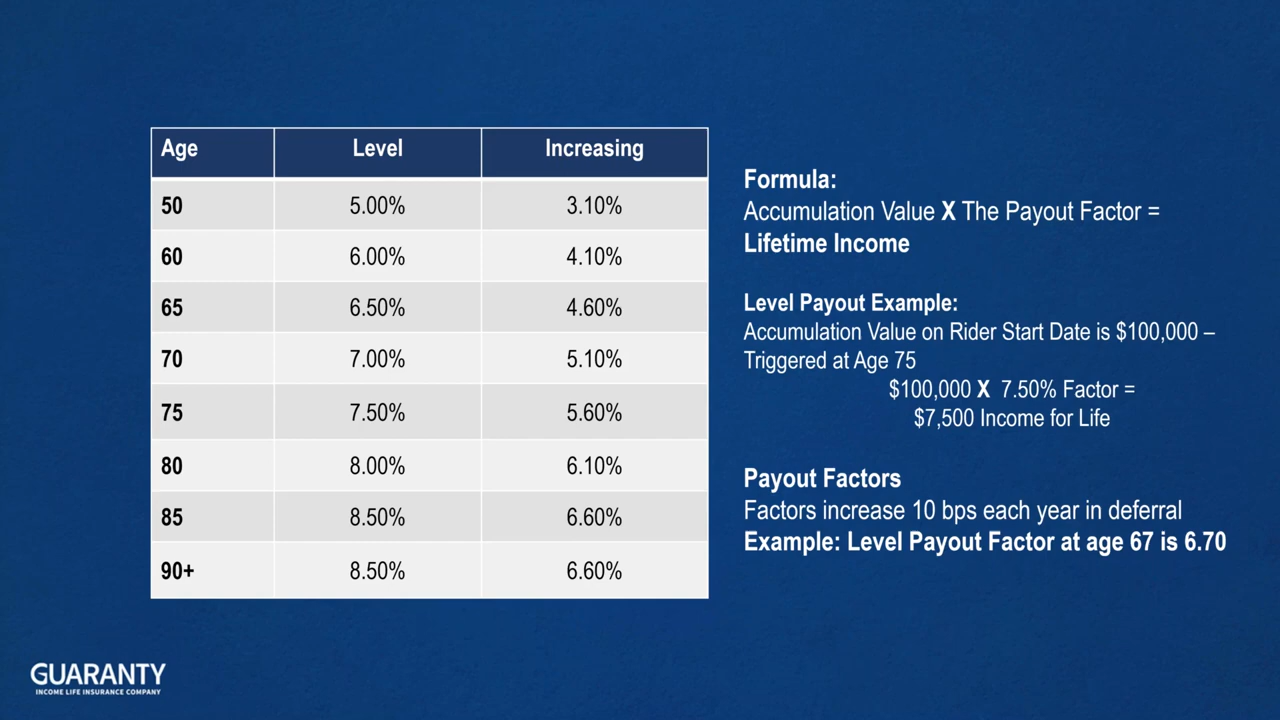 Age Level Increasing
50 5.00% 3.10%
60 6.00% 4.10%
65 6.50% 4.60%
70 7.00% 5.10%
75 7.50% 5.60%
80 8.00% 6.10%
85 8.50% 6.60%
90+ 8.50% 6.60%
Formula:
Accumulation Value X The Payout Factor =
Lifetime Income
Level Payout Example:
Accumulation Value on Rider Start Date is $100,000 –
Triggered at Age 75
$100,000 X 7.50% Factor =
$7,500 Income for Life
Payout Factors
Factors increase 10 bps each year in deferral
Example: Level Payout Factor at age 67 is 6.70
GUARANTY
INCOME LIFE INSURANCE COMPANY